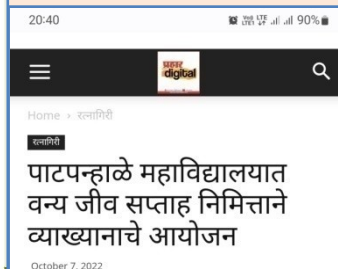 20:40
90%
प्रहार
digital
Home › रत्नागिरी
रत्नागिरी
पाटपन्हाळे महाविद्यालयात
वन्य जीव सप्ताह निमित्ताने
व्याख्यानाचे आयोजन
October 7, 2022